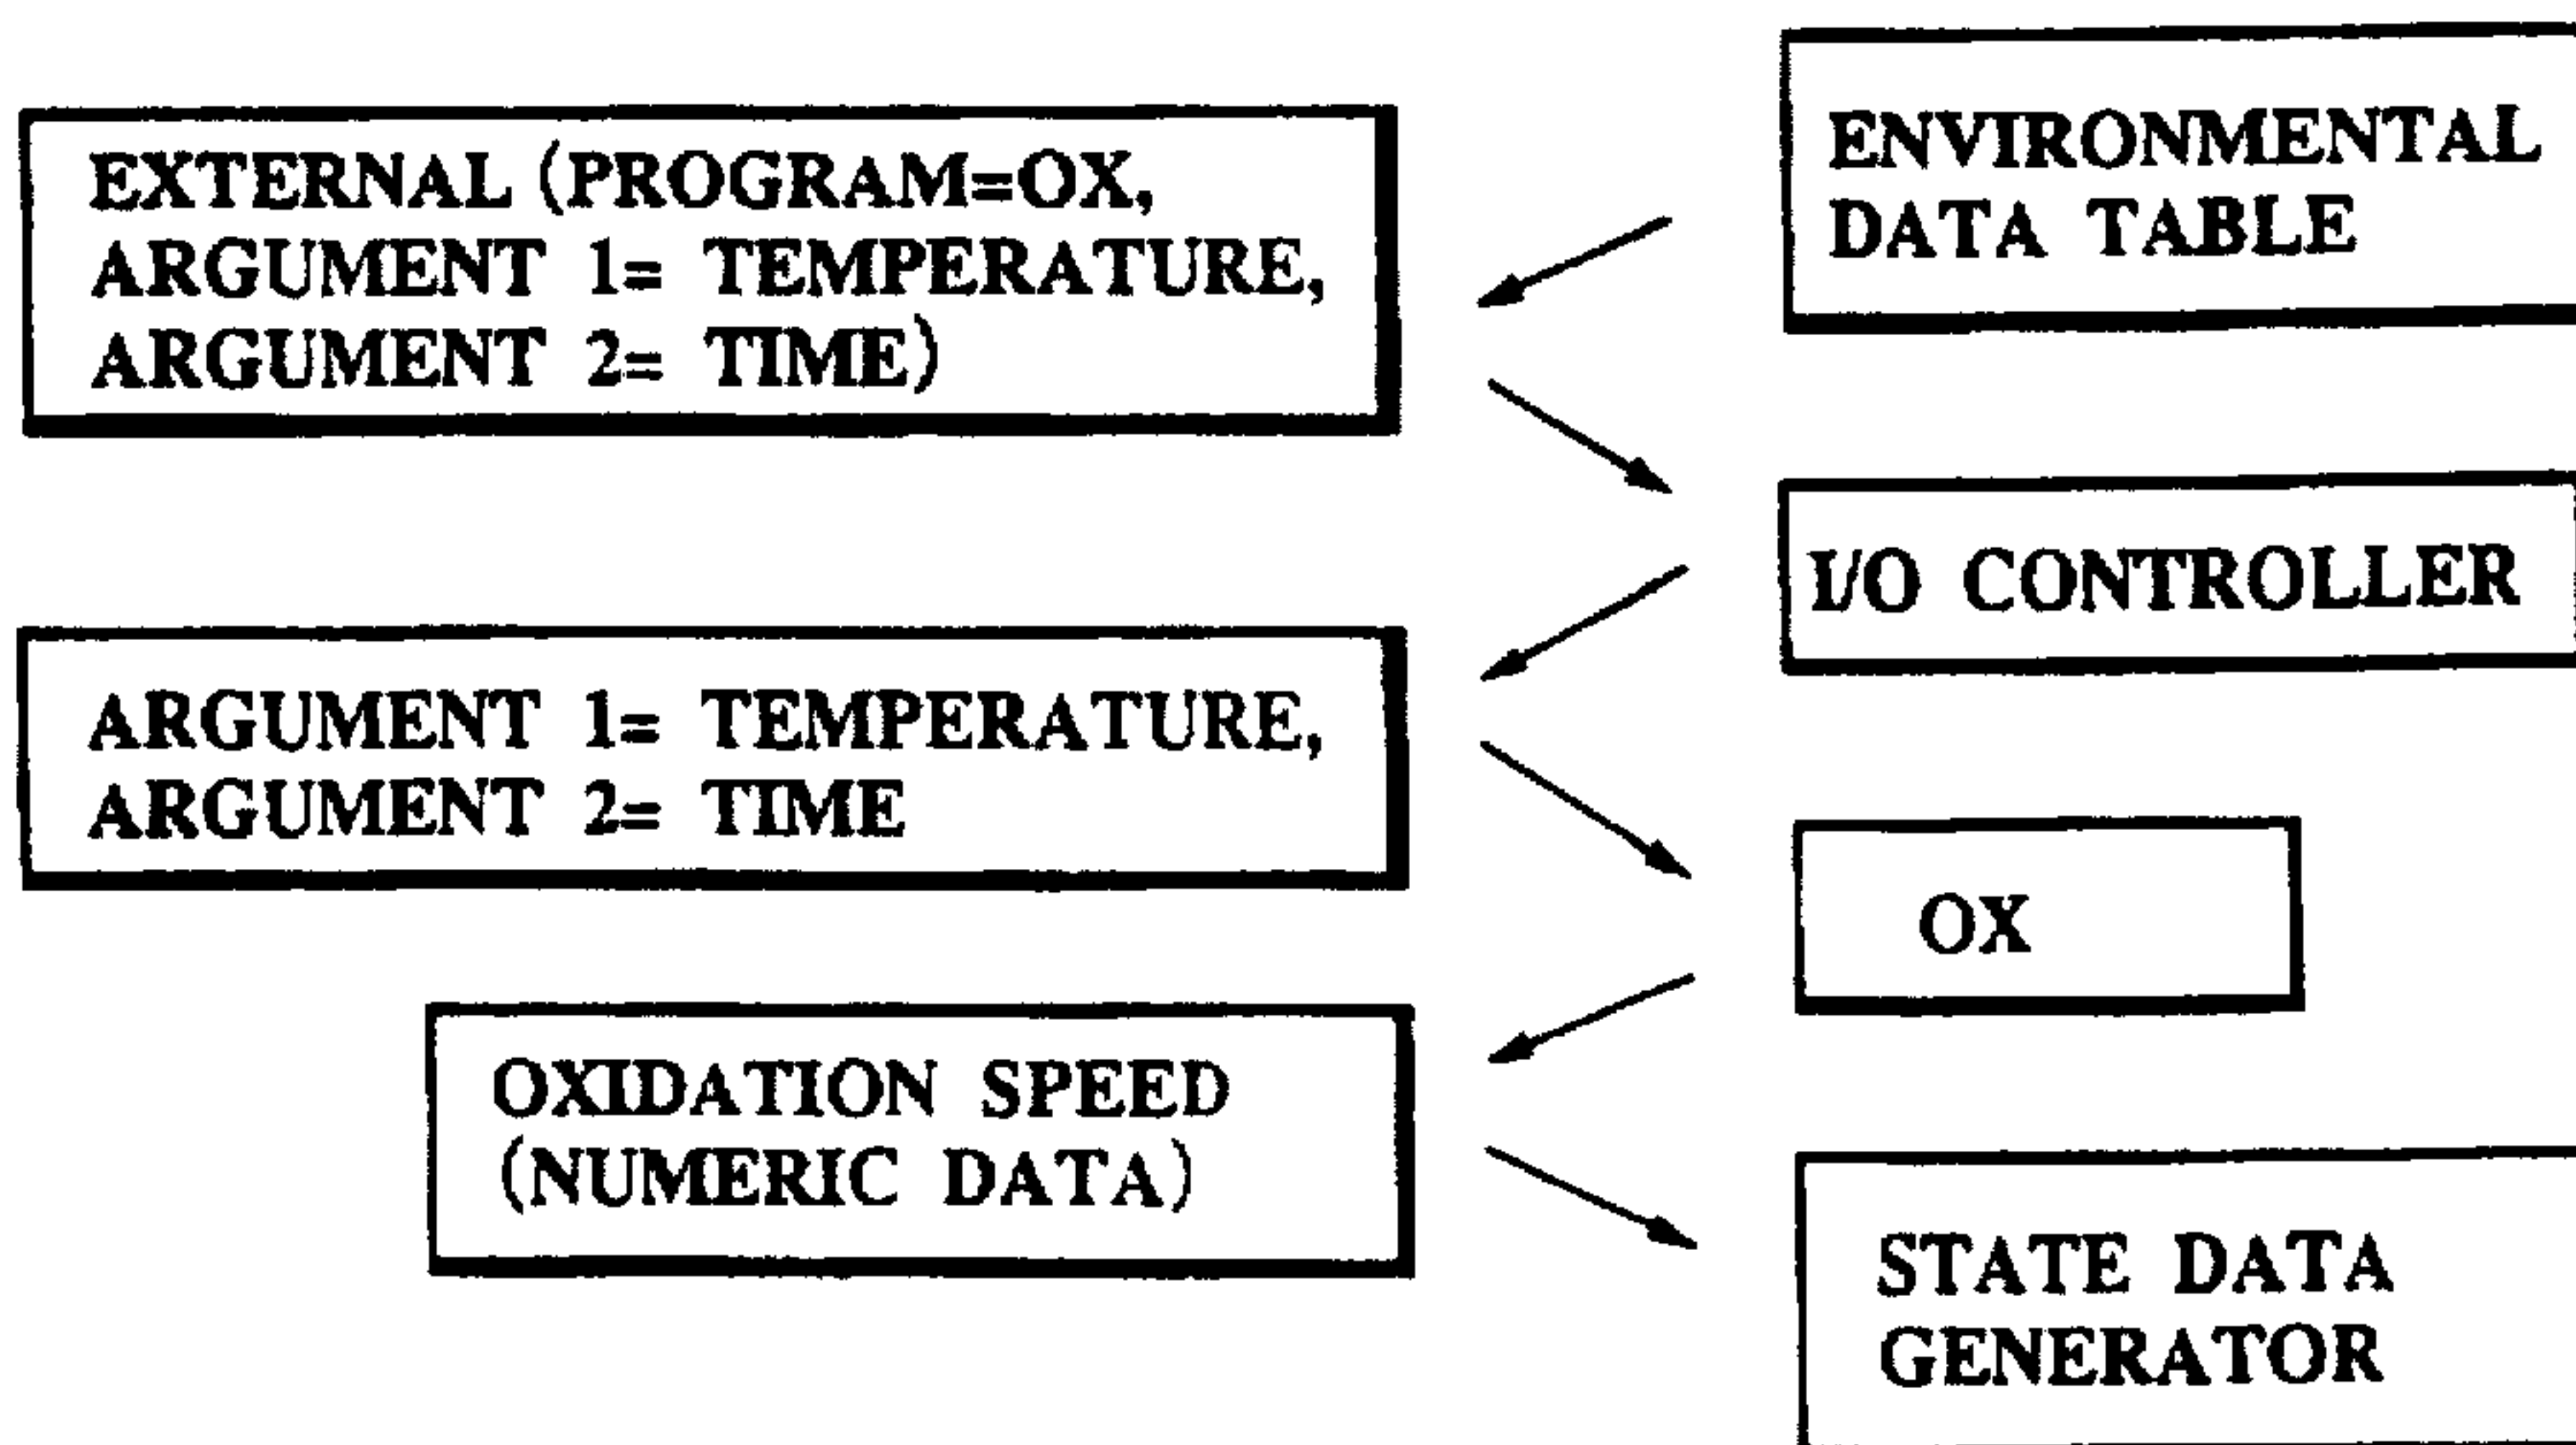 EXTERNAL (PROGRAM=OX,
ARGUMENT 1= TEMPERATURE,
ARGUMENT 2= TIME)
ENVIRONMENTAL
DATA TABLE
I/O CONTROLLER
ARGUMENT 1= TEMPERATURE,
ARGUMENT 2= TIME
OX
OXIDATION SPEED
(NUMERIC DATA)
STATE DATA
GENERATOR